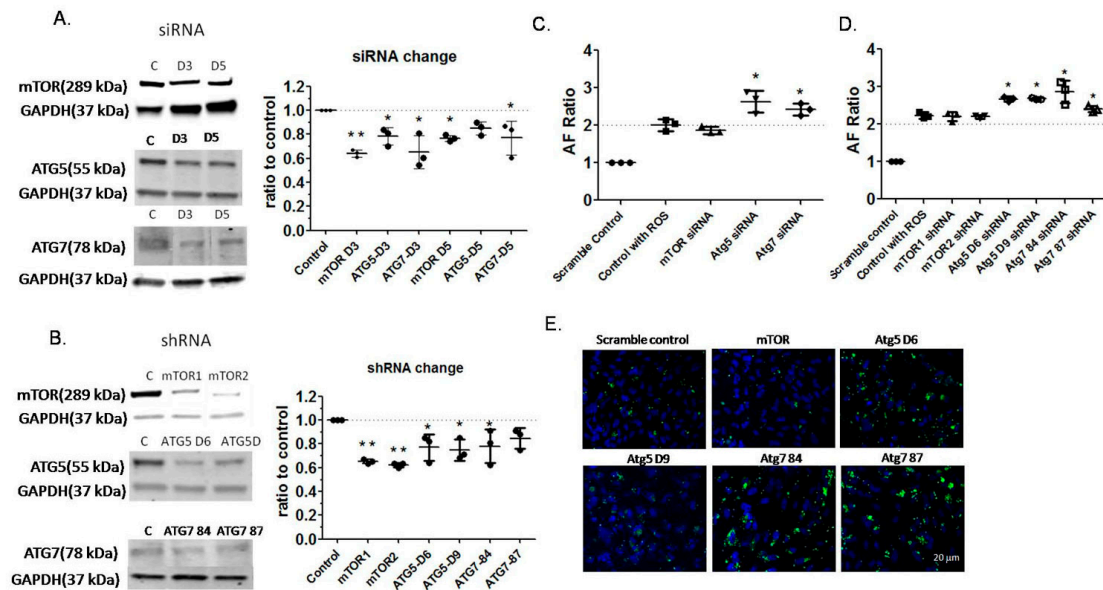 A.
siRNA
C D3 D5
mTOR(289 kDa)
GAPDH(37 kDa)
C D3 D5
ATG5(55 kDa)
GAPDH(37 kDa)
C D3 D5
ATG7(78 kDa)
GAPDH(37 kDa)
siRNA change
ratio to control
1.2
1.0
0.8
0.6
0.4
0.2
0.0
* * * * * *
*
Control
mTOR D3
ATG5-D3
ATG7-D3
mTOR D5
ATG5-D5
ATG7-D5
B.
shRNA
C mTOR1 mTOR2
mTOR(289 kDa)
GAPDH(37 kDa)
C ATG5 D6 ATG5D
ATG5(55 kDa)
GAPDH(37 kDa)
C ATG7 84 ATG7 87
ATG7(78 kDa)
GAPDH(37 kDa)
shRNA change
ratio to control
1.2
1.0
0.8
0.6
0.4
0.2
0.0
* * * * * * *
Control
mTOR1
mTOR2
ATG5-D6
ATG5-D9
ATG7-84
ATG7-87
C.
AF Ratio
4
3
2
1
0
* *
Scramble Control
Control with ROS
mTOR siRNA
Atg5 siRNA
Atg7 siRNA
D.
AF Ratio
4
3
2
1
0
* * * *
Scramble control
Control with ROS
mTOR1 shRNA
mTOR2 shRNA
Atg5 D6 shRNA
Atg5 D9 shRNA
Atg7 84 shRNA
Atg7 87 shRNA
E.
Scramble control mTOR Atg5 D6
Atg5 D9 Atg7 84 Atg7 87
20 µm